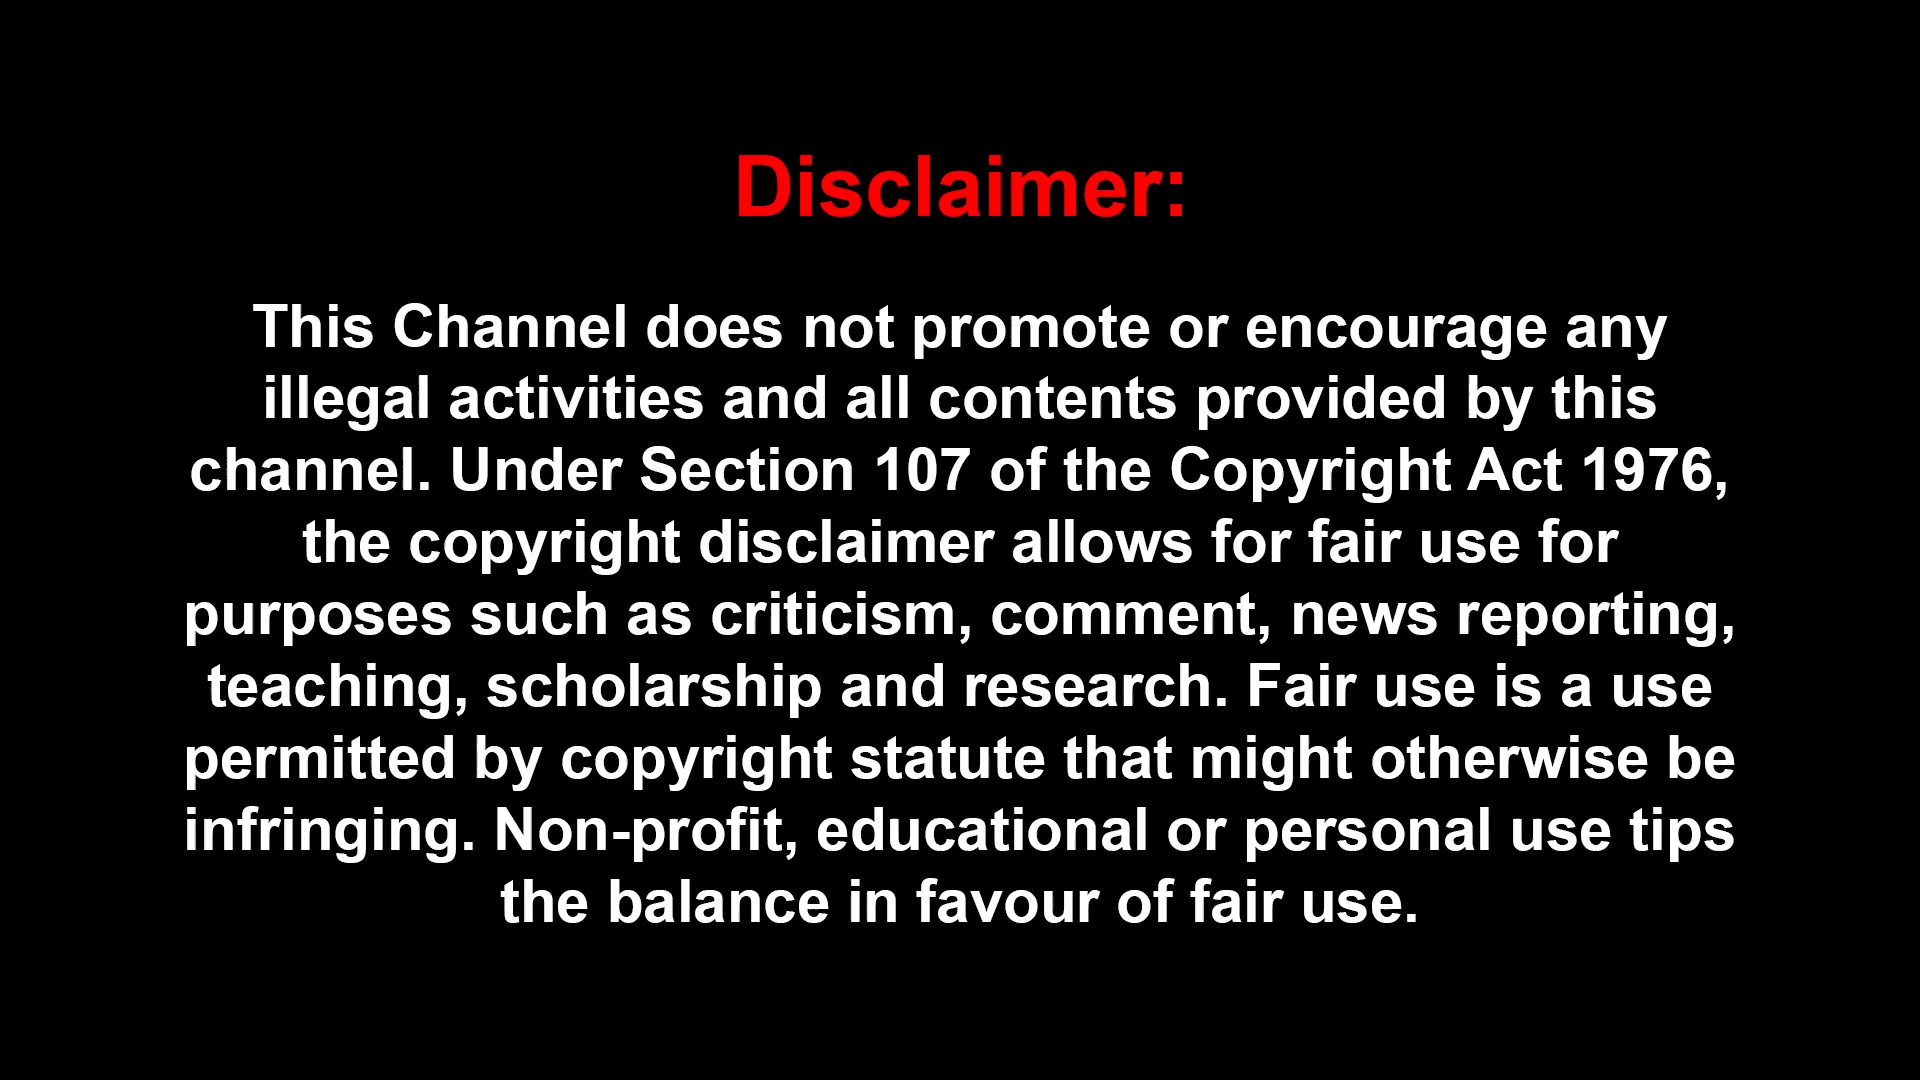 Disclaimer:
This Channel does not promote or encourage any
illegal activities and all contents provided by this
channel. Under Section 107 of the Copyright Act 1976,
the copyright disclaimer allows for fair use for
purposes such as criticism, comment, news reporting,
teaching, scholarship and research. Fair use is a use
permitted by copyright statute that might otherwise be
infringing. Non-profit, educational or personal use tips
the balance in favour of fair use.